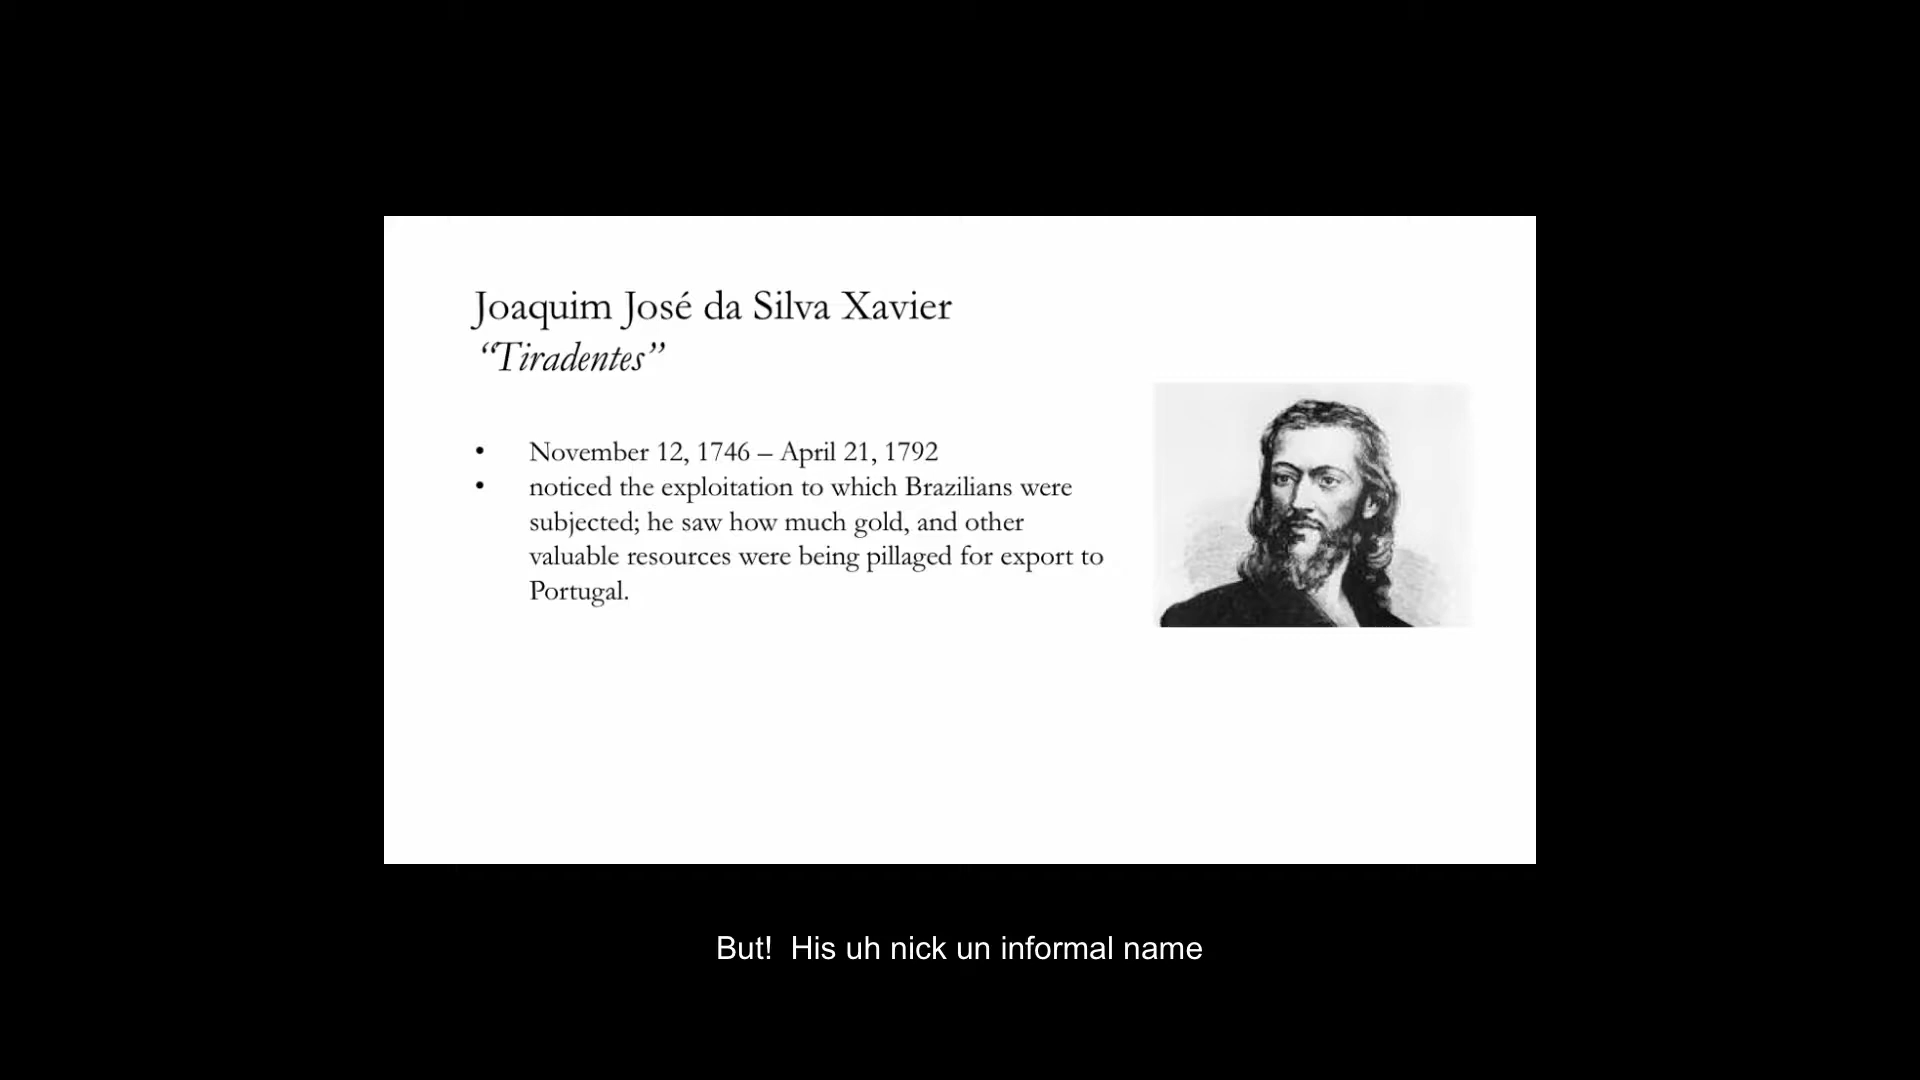 Joaquim José da Silva Xavier
“Tiradentes”
• November 12, 1746 – April 21, 1792
• noticed the exploitation to which Brazilians were
subjected; he saw how much gold, and other
valuable resources were being pillaged for export to
Portugal.
But!  His uh nick un informal name